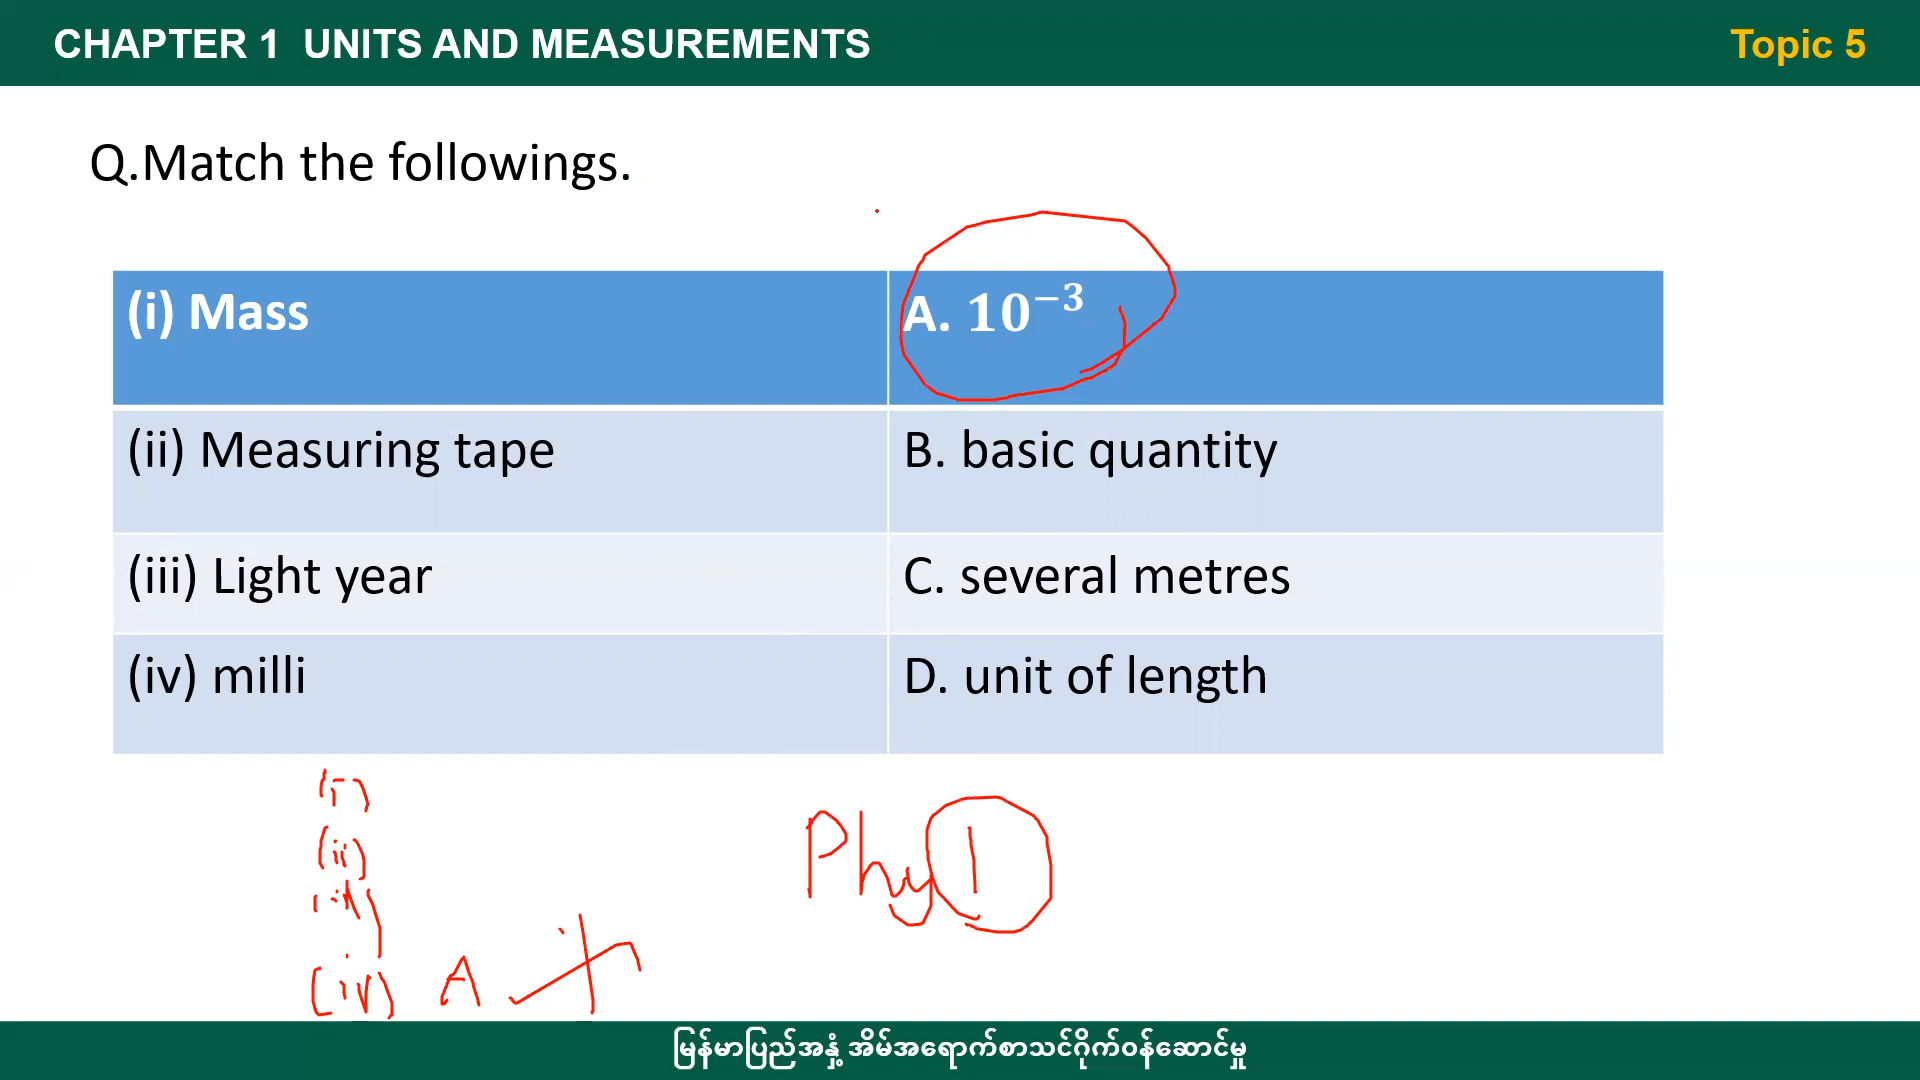 CHAPTER 1 UNITS AND MEASUREMENTS
Topic 5
Q.Match the followings.
(i) Mass
A. 10⁻³
(ii) Measuring tape
B. basic quantity
(iii) Light year
C. several metres
(iv) milli
D. unit of length
(i)
(ii)
(iii)
(iv) A
Phy 1
မြန်မာပြည်အနှံ့ အိမ်အရောက်စာသင်ဂိုက်ဝန်ဆောင်မှု